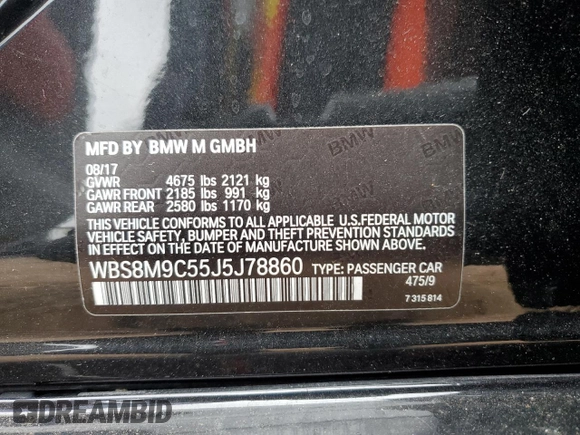 MFD BY BMW M GMBH
08/17
GVWR 4675 lbs 2121 kg
GAWR FRONT 2185 lbs 991 kg
GAWR REAR 2580 lbs 1170 kg
THIS VEHICLE CONFORMS TO ALL APPLICABLE U.S.FEDERAL MOTOR
VEHICLE SAFETY, BUMPER AND THEFT PREVENTION STANDARDS
IN EFFECT ON THE DATE OF MANUFACTURE SHOWN ABOVE.
WBS8M9C55J5J78860 TYPE: PASSENGER CAR
475/9
7 315 814
DREAMBID